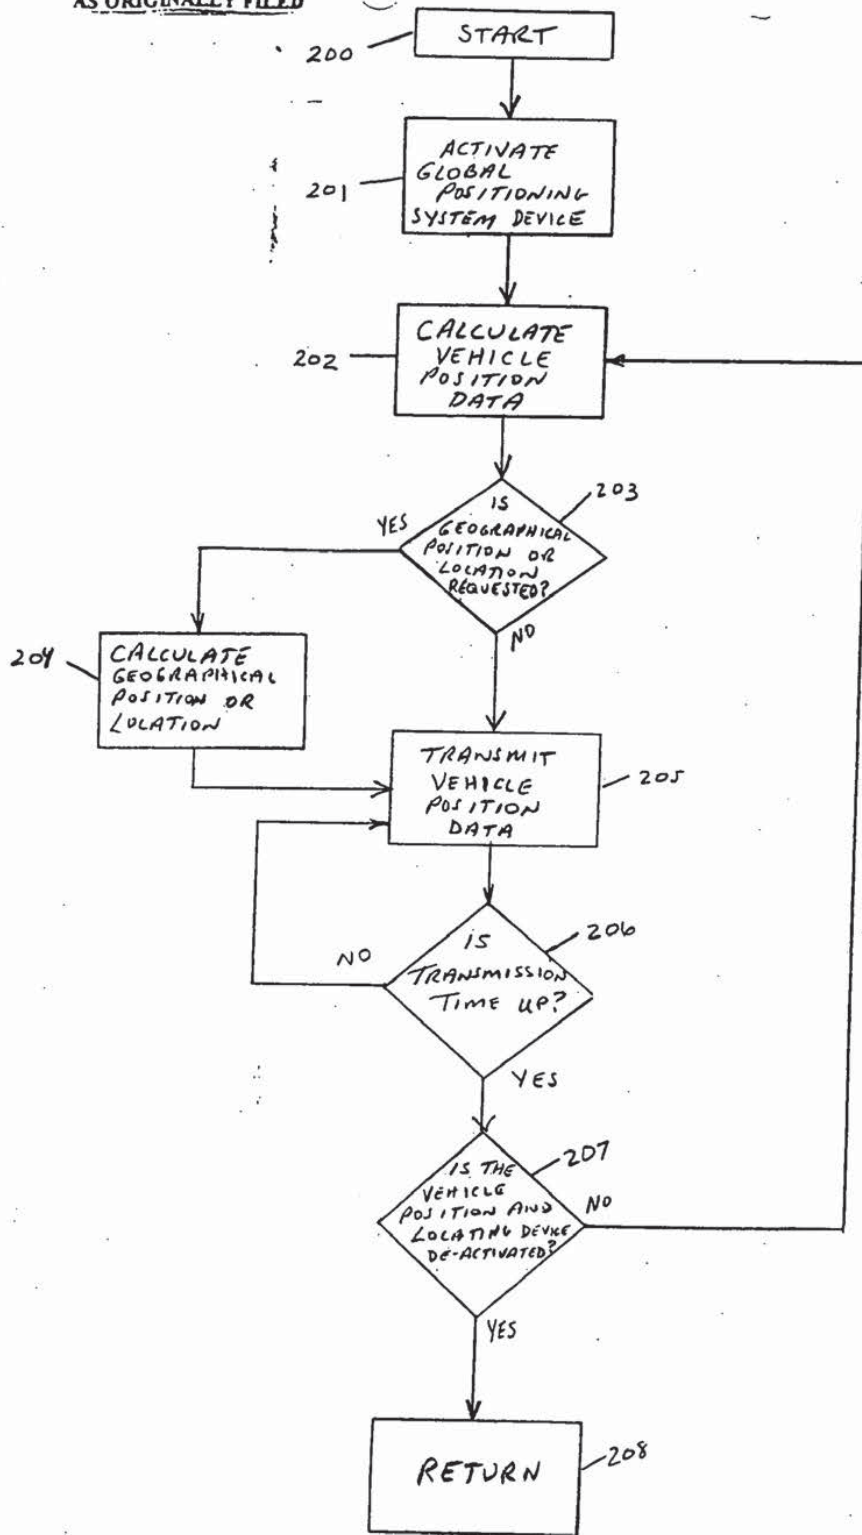 AS ORIGINALLY FILED
200
START
201
ACTIVATE
GLOBAL
POSITIONING
SYSTEM DEVICE
202
CALCULATE
VEHICLE
POSITION
DATA
203
IS
GEOGRAPHICAL
POSITION OR
LOCATION
REQUESTED?
YES
NO
204
CALCULATE
GEOGRAPHICAL
POSITION OR
LOCATION
TRANSMIT
VEHICLE
POSITION
DATA
205
206
IS
TRANSMISSION
TIME UP?
NO
YES
207
IS THE
VEHICLE
POSITION AND
LOCATING DEVICE
DE-ACTIVATED?
NO
YES
RETURN
208